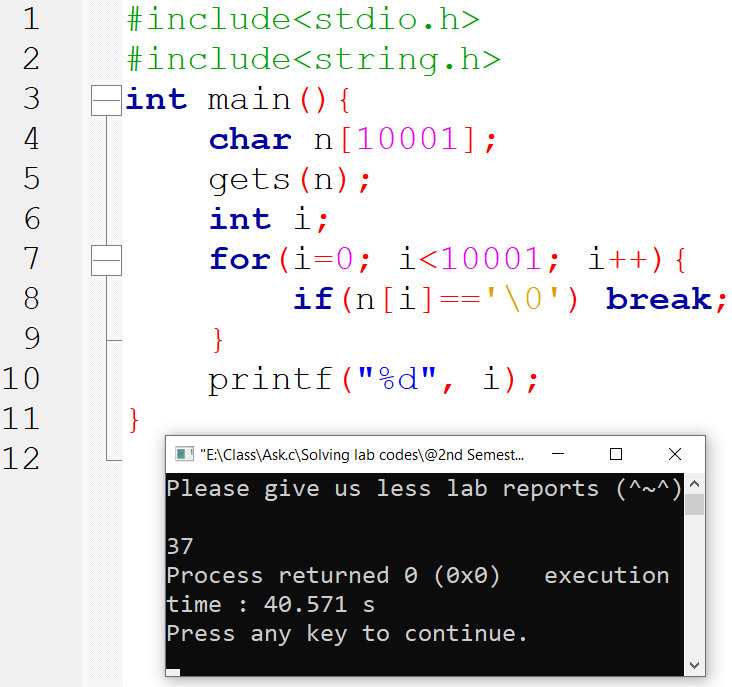 1 #include<stdio.h>
2 #include<string.h>
3 int main(){
4     char n[10001];
5     gets(n);
6     int i;
7     for(i=0; i<10001; i++){
8         if(n[i]=='\0') break;
9     }
10     printf("%d", i);
11 }
12
"E:\Class\Ask.c\Solving lab codes\@2nd Semest...
Please give us less lab reports (^~^)
37
Process returned 0 (0x0)   execution
time : 40.571 s
Press any key to continue.